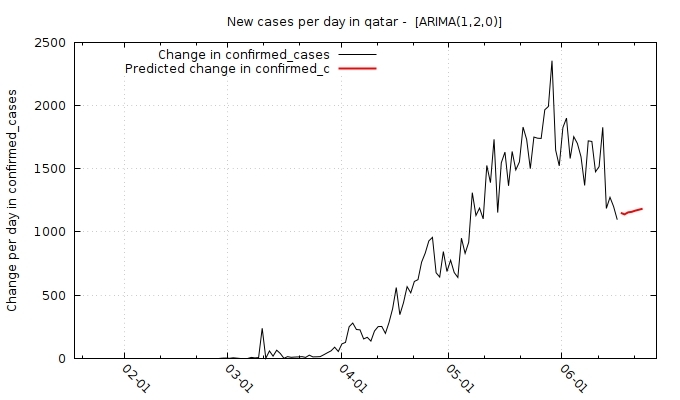 New cases per day in qatar -  [ARIMA(1,2,0)]
Change in confirmed_cases
Predicted change in confirmed_c
Change per day in confirmed_cases
2500
2000
1500
1000
500
0
02-01
03-01
04-01
05-01
06-01